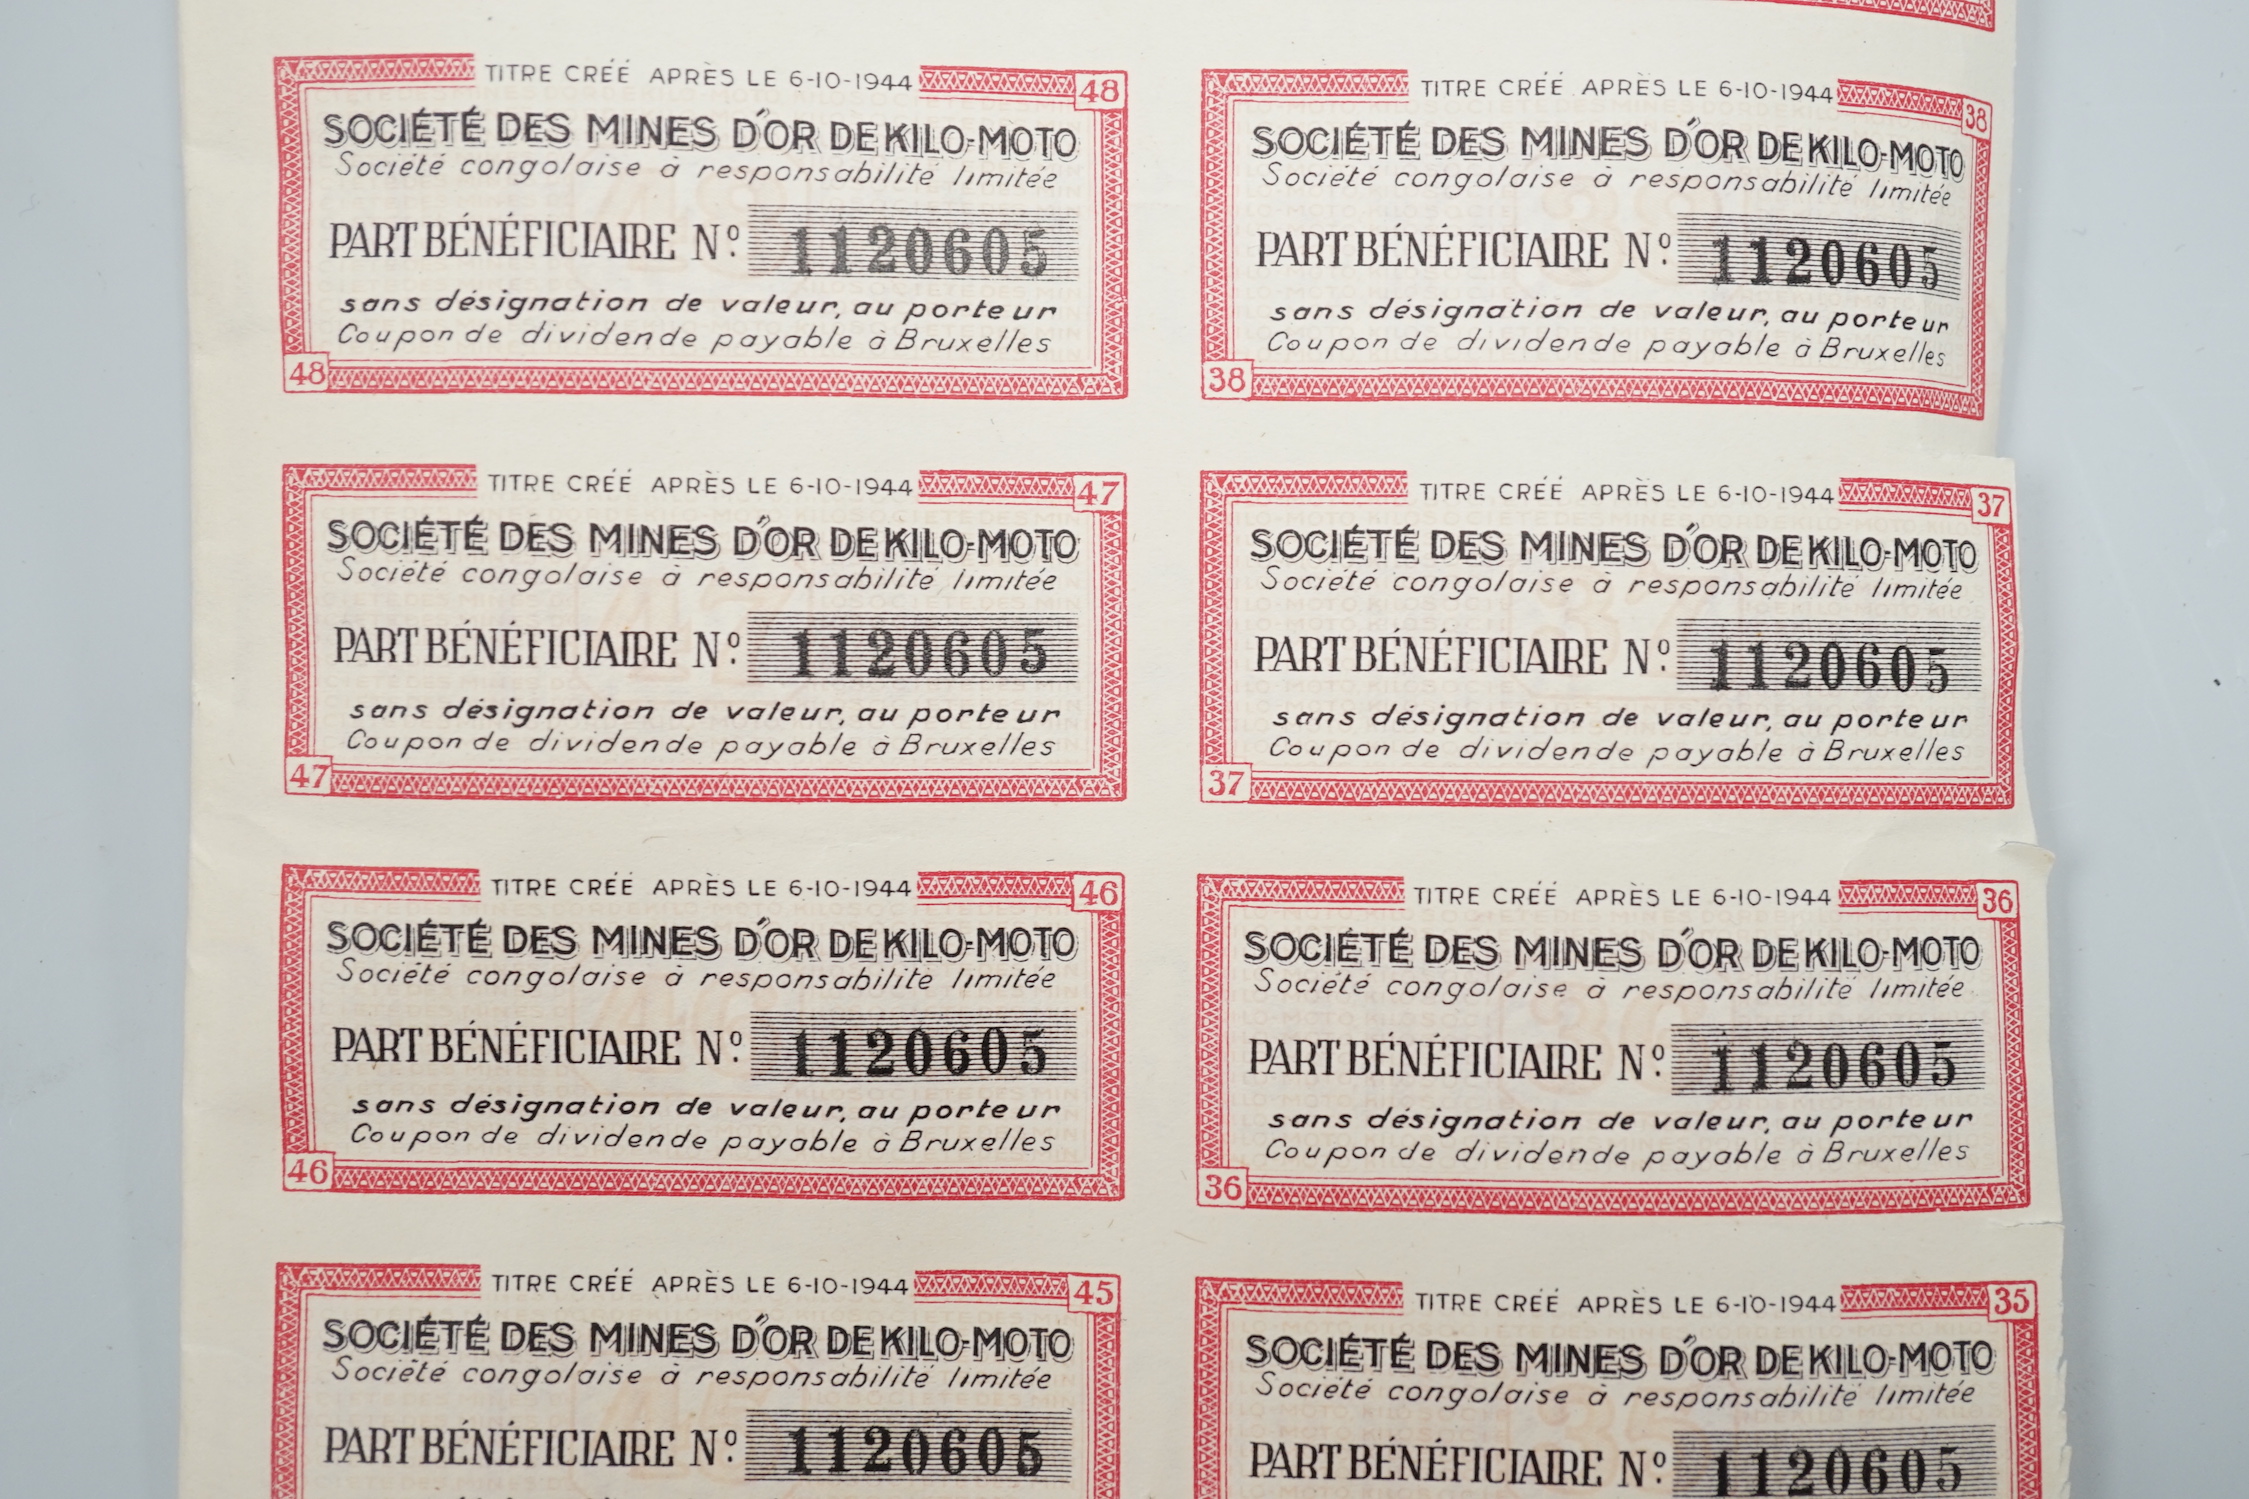 TITRE CRÉÉ APRÈS LE 6-10-1944 48
SOCIÉTÉ DES MINES D'OR DE KILO-MOTO
Société congolaise à responsabilité limitée
PART BÉNÉFICIAIRE Nº 1120605
sans désignation de valeur, au porteur
Coupon de dividende payable à Bruxelles
48
TITRE CRÉÉ APRÈS LE 6-10-1944 38
SOCIÉTÉ DES MINES D'OR DE KILO-MOTO
Société congolaise à responsabilité limitée
PART BÉNÉFICIAIRE Nº 1120605
sans désignation de valeur, au porteur
Coupon de dividende payable à Bruxelles
38
TITRE CRÉÉ APRÈS LE 6-10-1944 47
SOCIÉTÉ DES MINES D'OR DE KILO-MOTO
Société congolaise à responsabilité limitée
PART BÉNÉFICIAIRE Nº 1120605
sans désignation de valeur, au porteur
Coupon de dividende payable à Bruxelles
47
TITRE CRÉÉ APRÈS LE 6-10-1944 37
SOCIÉTÉ DES MINES D'OR DE KILO-MOTO
Société congolaise à responsabilité limitée
PART BÉNÉFICIAIRE Nº 1120605
sans désignation de valeur, au porteur
Coupon de dividende payable à Bruxelles
37
TITRE CRÉÉ APRÈS LE 6-10-1944 46
SOCIÉTÉ DES MINES D'OR DE KILO-MOTO
Société congolaise à responsabilité limitée
PART BÉNÉFICIAIRE Nº 1120605
sans désignation de valeur, au porteur
Coupon de dividende payable à Bruxelles
46
TITRE CRÉÉ APRÈS LE 6-10-1944 36
SOCIÉTÉ DES MINES D'OR DE KILO-MOTO
Société congolaise à responsabilité limitée
PART BÉNÉFICIAIRE Nº 1120605
sans désignation de valeur, au porteur
Coupon de dividende payable à Bruxelles
36
TITRE CRÉÉ APRÈS LE 6-10-1944 45
SOCIÉTÉ DES MINES D'OR DE KILO-MOTO
Société congolaise à responsabilité limitée
PART BÉNÉFICIAIRE Nº 1120605
TITRE CRÉÉ APRÈS LE 6-10-1944 35
SOCIÉTÉ DES MINES D'OR DE KILO-MOTO
Société congolaise à responsabilité limitée
PART BÉNÉFICIAIRE Nº 1120605